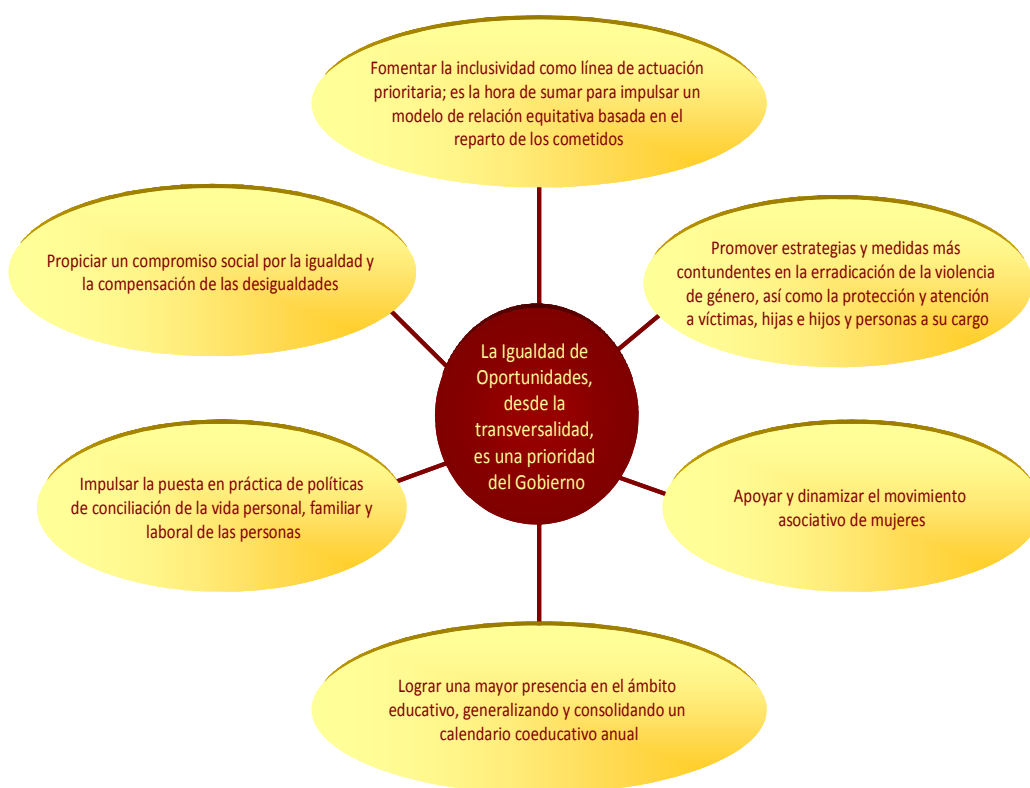 Fomentar la inclusividad como línea de actuación
prioritaria; es la hora de sumar para impulsar un
modelo de relación equitativa basada en el
reparto de los cometidos
Propiciar un compromiso social por la igualdad y
la compensación de las desigualdades
Promover estrategias y medidas más
contundentes en la erradicación de la violencia
de género, así como la protección y atención
a víctimas, hijas e hijos y personas a su cargo
La Igualdad de
Oportunidades,
desde la
transversalidad,
es una prioridad
del Gobierno
Impulsar la puesta en práctica de políticas
de conciliación de la vida personal, familiar y
laboral de las personas
Apoyar y dinamizar el movimiento
asociativo de mujeres
Lograr una mayor presencia en el ámbito
educativo, generalizando y consolidando un
calendario coeducativo anual